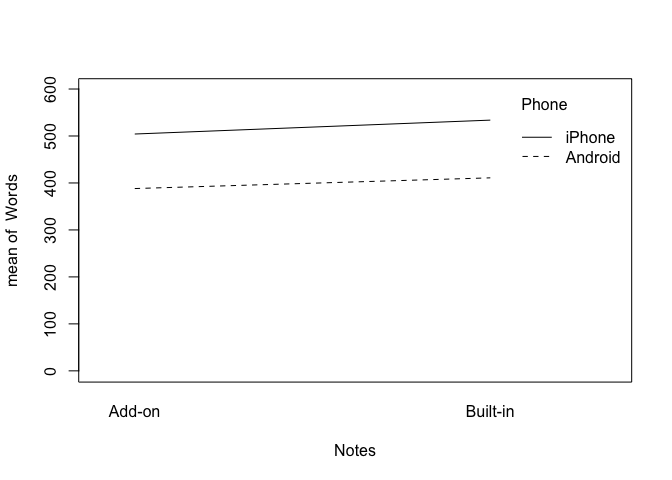 600
500
400
300
200
100
0
mean of  Words
Phone
iPhone
Android
Add-on
Built-in
Notes